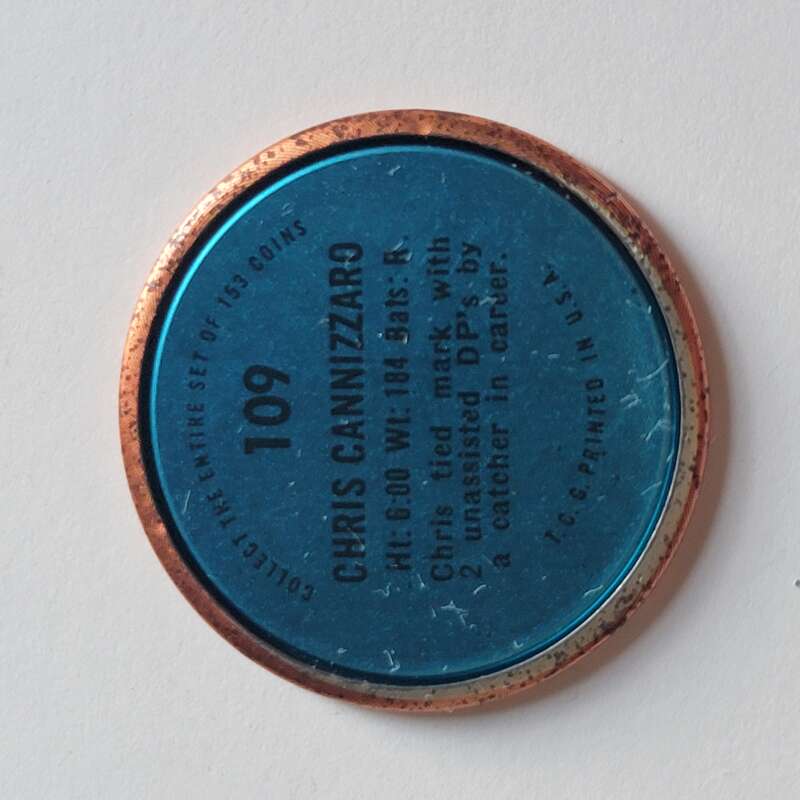 COLLECT THE ENTIRE SET OF 153 COINS
109
CHRIS CANNIZZARO
Ht: 6:00 Wt: 184 Bats: R.
Chris tied mark with
2 unassisted DP's by
a catcher in career.
T.C.G. PRINTED IN U.S.A.